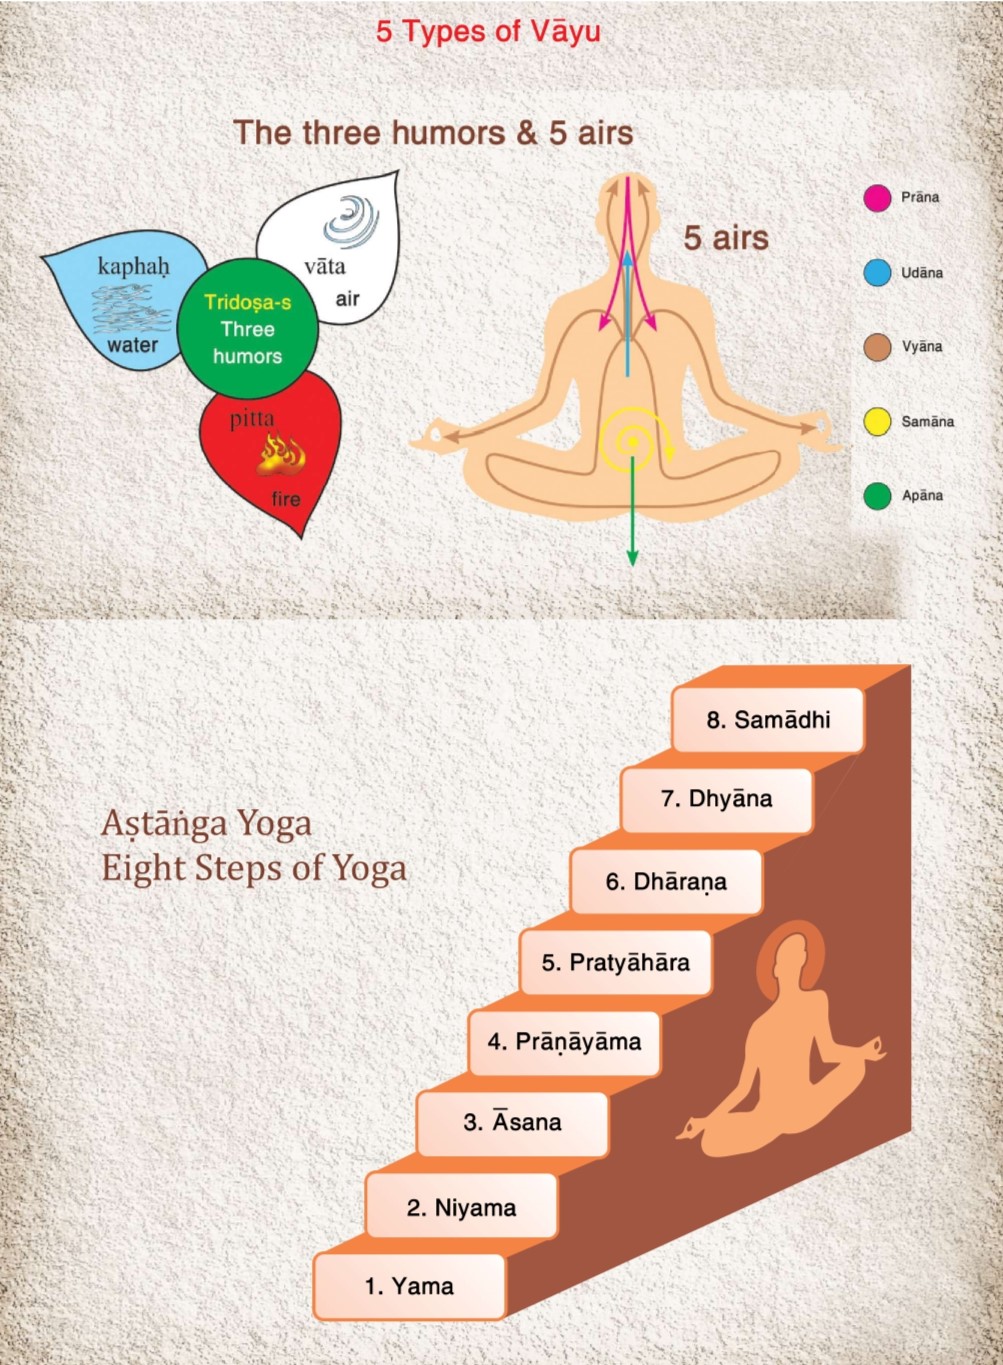 5 Types of Vāyu
The three humors & 5 airs
kaphaḥ
water
vāta
air
Tridoṣa-s
Three
humors
pitta
fire
5 airs
Prāna
Udāna
Vyāna
Samāna
Apāna
Aṣtāṅga Yoga
Eight Steps of Yoga
8. Samādhi
7. Dhyāna
6. Dhāraṇa
5. Pratyāhāra
4. Prāṇāyāma
3. Āsana
2. Niyama
1. Yama